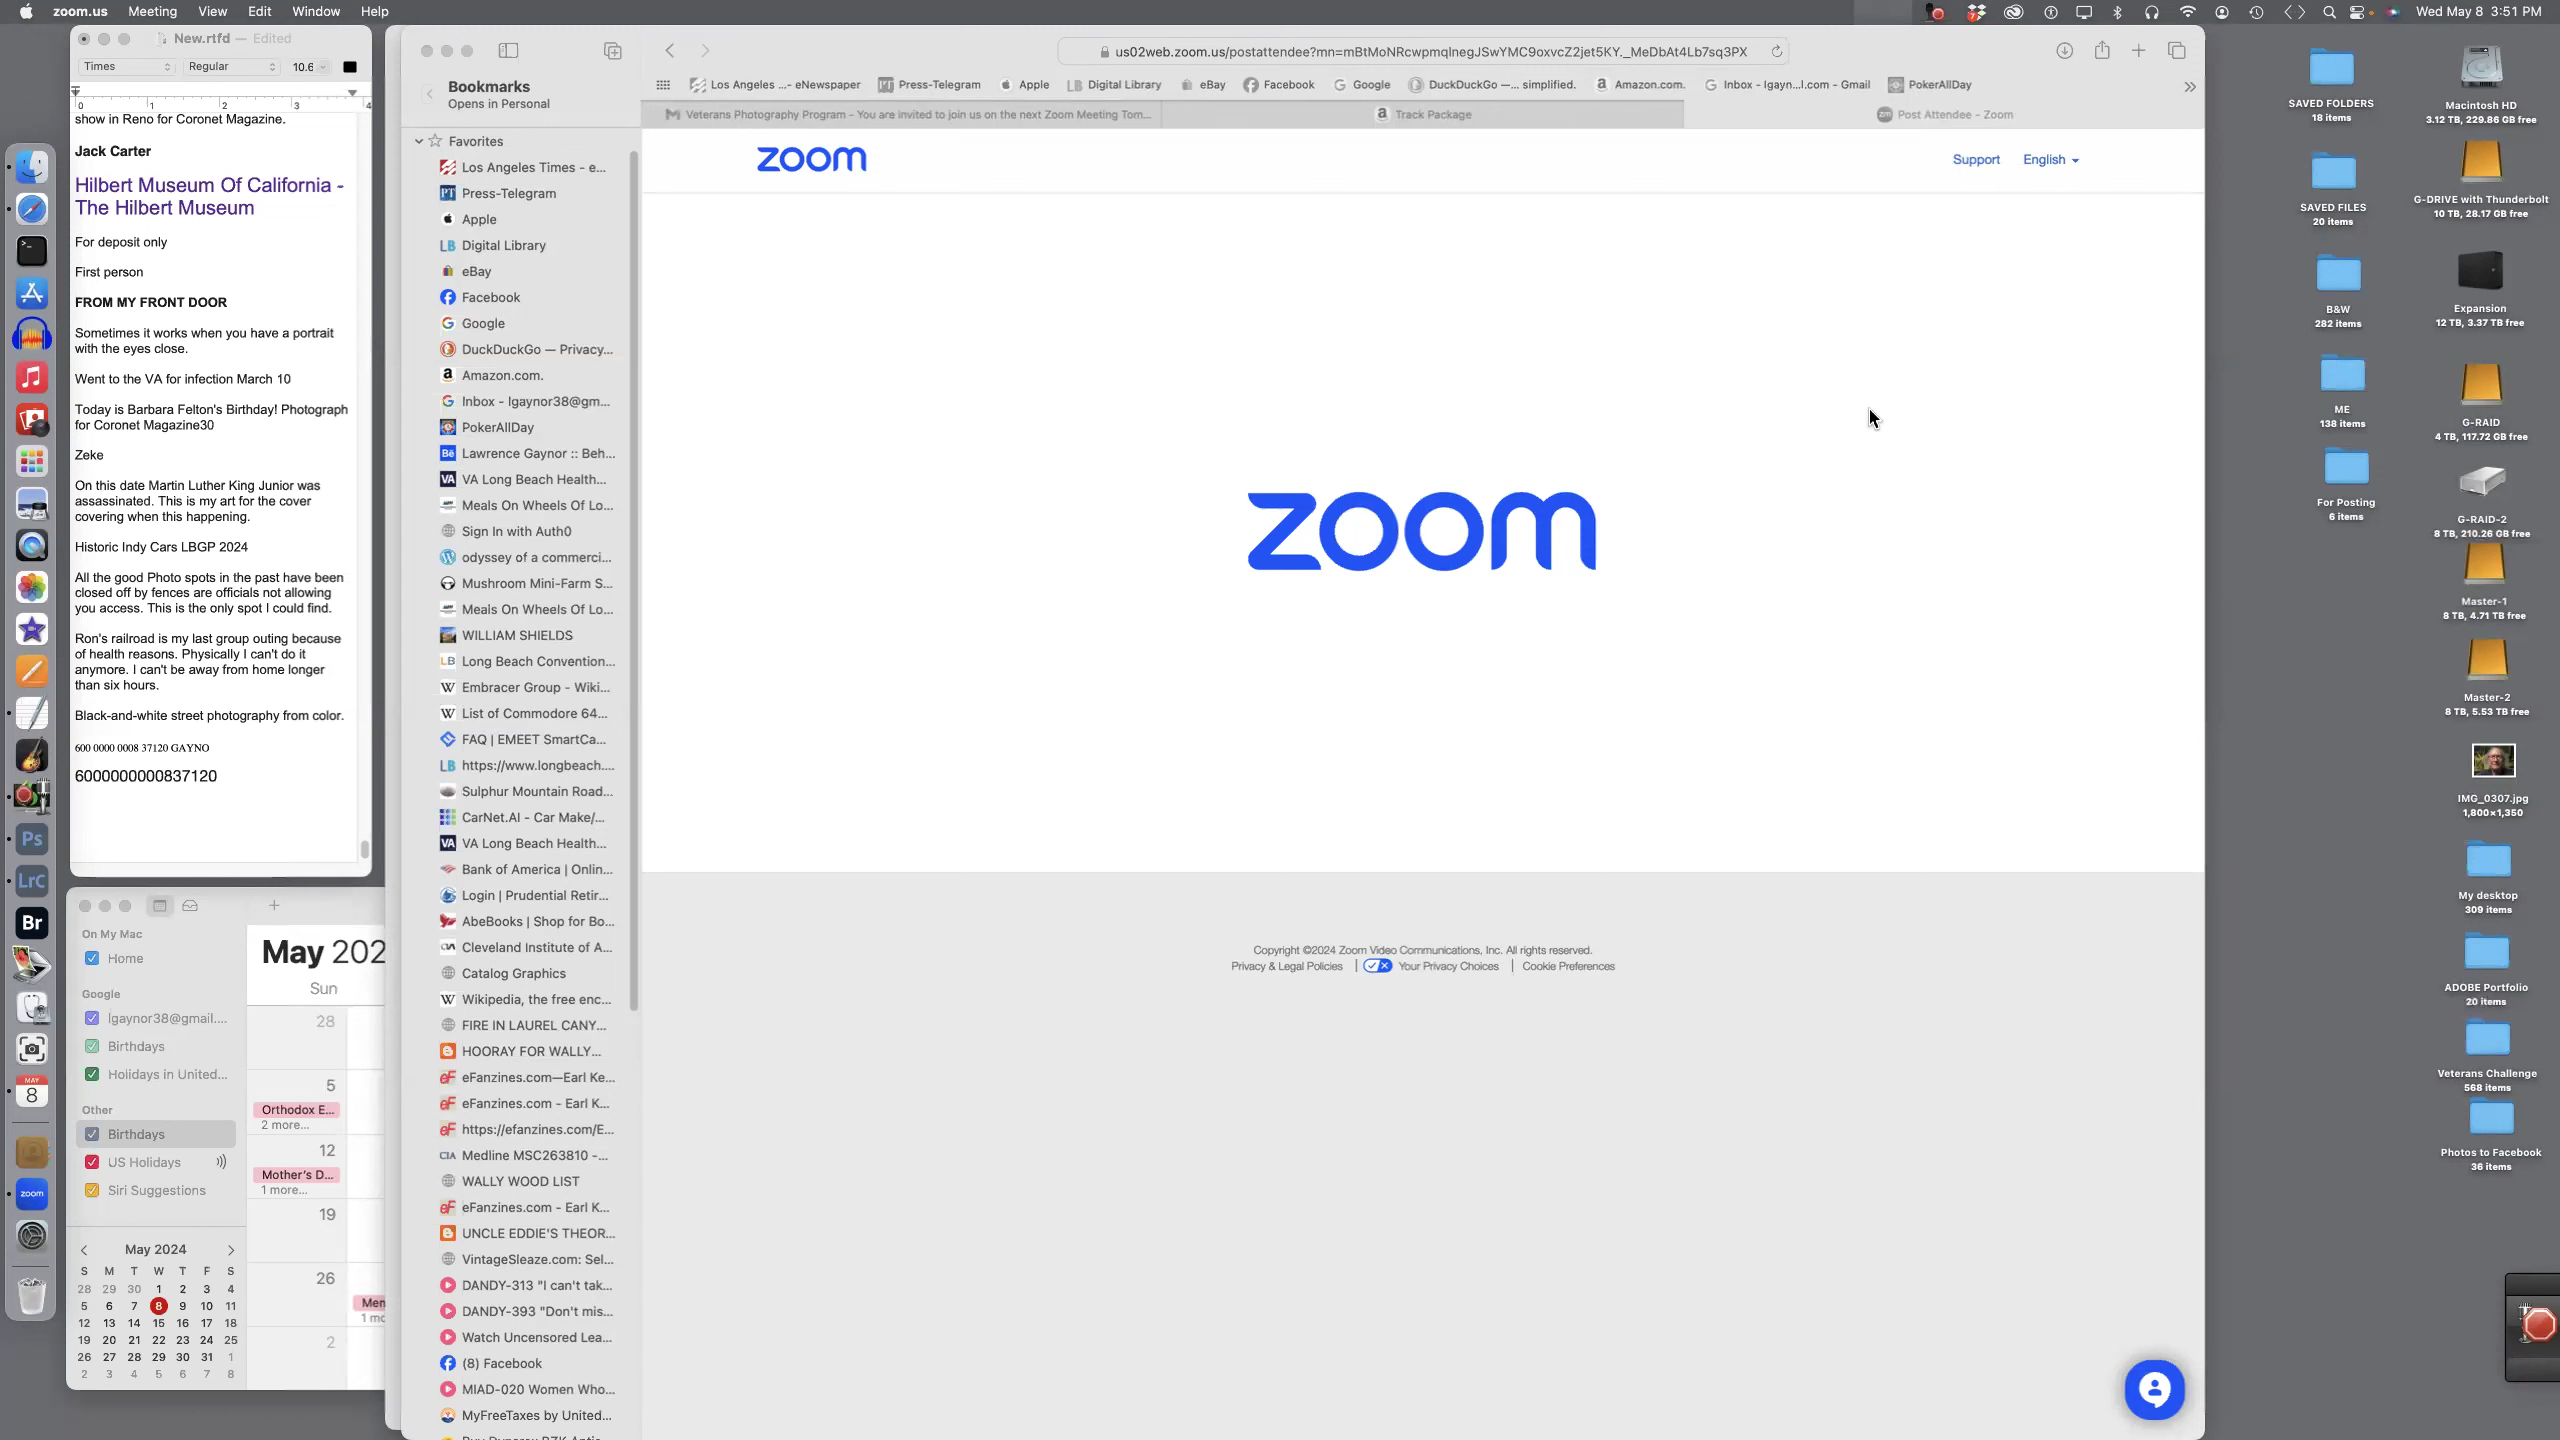 zoom.us Meeting View Edit Window Help
Wed May 8 3:51 PM
New.rtfd — Edited
Times Regular 10.6
0 1 2 3 4
show in Reno for Coronet Magazine.
Jack Carter
Hilbert Museum Of California -
The Hilbert Museum
For deposit only
First person
FROM MY FRONT DOOR
Sometimes it works when you have a portrait
with the eyes close.
Went to the VA for infection March 10
Today is Barbara Felton's Birthday! Photograph
for Coronet Magazine30
Zeke
On this date Martin Luther King Junior was
assassinated. This is my art for the cover
covering when this happening.
Historic Indy Cars LBGP 2024
All the good Photo spots in the past have been
closed off by fences are officials not allowing
you access. This is the only spot I could find.
Ron's railroad is my last group outing because
of health reasons. Physically I can't do it
anymore. I can't be away from home longer
than six hours.
Black-and-white street photography from color.
600 0000 0008 37120 GAYNO
6000000000837120
On My Mac
Home
Google
lgaynor38@gmail....
Birthdays
Holidays in United...
Other
Birthdays
US Holidays
Siri Suggestions
May 2024
S M T W T F S
28 29 30 1 2 3 4
5 6 7 8 9 10 11
12 13 14 15 16 17 18
19 20 21 22 23 24 25
26 27 28 29 30 31 1
2 3 4 5 6 7 8
May 202
Sun
28
5
Orthodox E...
2 more...
12
Mother's D...
1 more...
19
26
Mem
1 mo
2
Bookmarks
Opens in Personal
Favorites
Los Angeles Times - e...
Press-Telegram
Apple
Digital Library
eBay
Facebook
Google
DuckDuckGo — Privacy...
Amazon.com.
Inbox - lgaynor38@gm...
PokerAllDay
Lawrence Gaynor :: Beh...
VA Long Beach Health...
Meals On Wheels Of Lo...
Sign In with Auth0
odyssey of a commerci...
Mushroom Mini-Farm S...
Meals On Wheels Of Lo...
WILLIAM SHIELDS
Long Beach Convention...
Embracer Group - Wiki...
List of Commodore 64...
FAQ | EMEET SmartCa...
https://www.longbeach....
Sulphur Mountain Road...
CarNet.AI - Car Make/...
VA Long Beach Health...
Bank of America | Onlin...
Login | Prudential Retir...
AbeBooks | Shop for Bo...
Cleveland Institute of A...
Catalog Graphics
Wikipedia, the free enc...
FIRE IN LAUREL CANY...
HOORAY FOR WALLY...
eFanzines.com—Earl Ke...
eFanzines.com - Earl K...
https://efanzines.com/E...
Medline MSC263810 -...
WALLY WOOD LIST
eFanzines.com - Earl K...
UNCLE EDDIE'S THEOR...
VintageSleaze.com: Sel...
DANDY-313 "I can't tak...
DANDY-393 "Don't mis...
Watch Uncensored Lea...
(8) Facebook
MIAD-020 Women Who...
MyFreeTaxes by United...
us02web.zoom.us/postattendee?mn=mBtMoNRcwpmqlnegJSwYMC9oxvcZ2jet5KY._MeDbAt4Lb7sq3PX
Los Angeles ...- eNewspaper Press-Telegram Apple Digital Library eBay Facebook Google DuckDuckGo —... simplified. Amazon.com. Inbox - lgayn...l.com - Gmail PokerAllDay
Veterans Photography Program - You are invited to join us on the next Zoom Meeting Tom...
Track Package
Post Attendee - Zoom
zoom
Support English
zoom
Copyright ©2024 Zoom Video Communications, Inc. All rights reserved.
Privacy & Legal Policies | Your Privacy Choices | Cookie Preferences
SAVED FOLDERS
18 items
SAVED FILES
20 items
B&W
282 items
ME
138 items
For Posting
6 items
Macintosh HD
3.12 TB, 229.86 GB free
G-DRIVE with Thunderbolt
10 TB, 28.17 GB free
Expansion
12 TB, 3.37 TB free
G-RAID
4 TB, 117.72 GB free
G-RAID-2
8 TB, 210.26 GB free
Master-1
8 TB, 4.71 TB free
Master-2
8 TB, 5.53 TB free
IMG_0307.jpg
1,800×1,350
My desktop
309 items
ADOBE Portfolio
20 items
Veterans Challenge
568 items
Photos to Facebook
36 items
Ps
LrC
Br
MAY
8
zoom